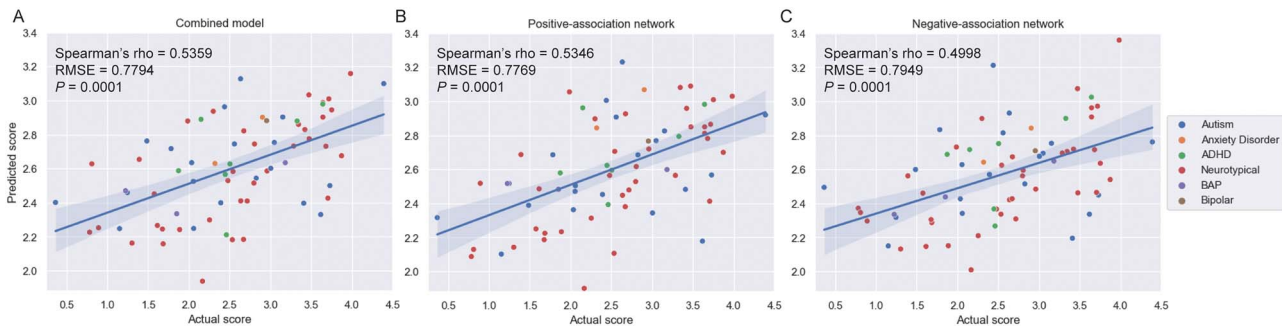 A
Combined model
Spearman's rho = 0.5359
RMSE = 0.7794
P = 0.0001
Predicted score
3.4
3.2
3.0
2.8
2.6
2.4
2.2
2.0
0.5 1.0 1.5 2.0 2.5 3.0 3.5 4.0 4.5
Actual score
B
Positive-association network
Spearman's rho = 0.5346
RMSE = 0.7769
P = 0.0001
3.4
3.2
3.0
2.8
2.6
2.4
2.2
2.0
0.5 1.0 1.5 2.0 2.5 3.0 3.5 4.0 4.5
Actual score
C
Negative-association network
Spearman's rho = 0.4998
RMSE = 0.7949
P = 0.0001
3.4
3.2
3.0
2.8
2.6
2.4
2.2
2.0
0.5 1.0 1.5 2.0 2.5 3.0 3.5 4.0 4.5
Actual score
Autism
Anxiety Disorder
ADHD
Neurotypical
BAP
Bipolar